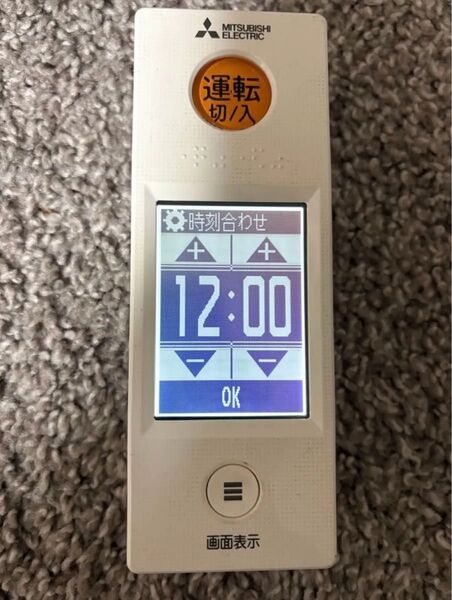 MITSUBISHI
ELECTRIC
運転
切/入
時刻合わせ
+ +
12:00
- -
OK
画面表示